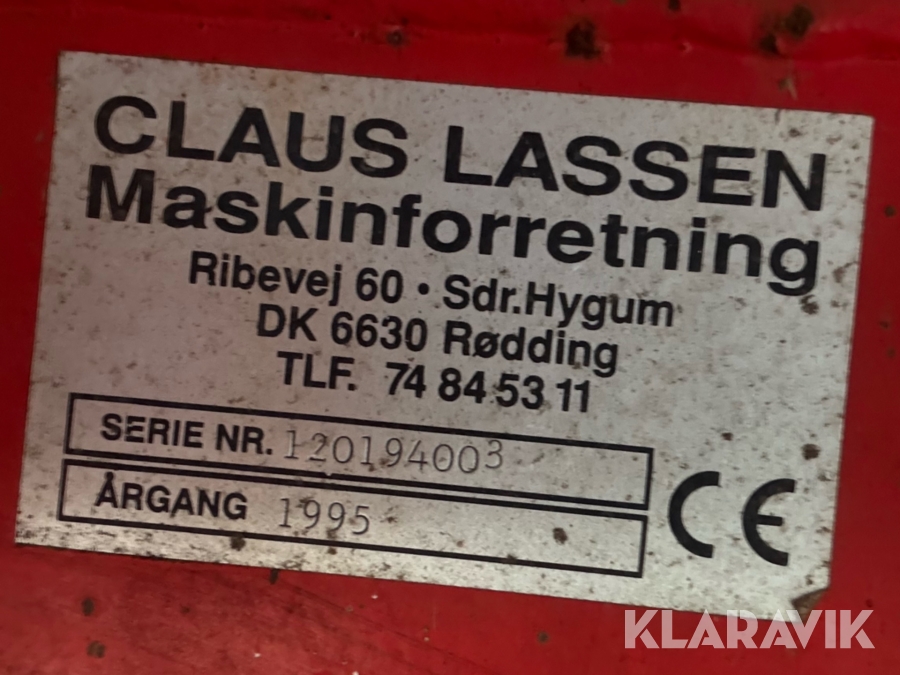 KLARAVIK
CLAUS LASSEN
Maskinforretning
Ribevej 60 · Sdr.Hygum
DK 6630 Rødding
TLF. 74 84 53 11
SERIE NR. 120194003
ÅRGANG 1995
CE
KLARAVIK